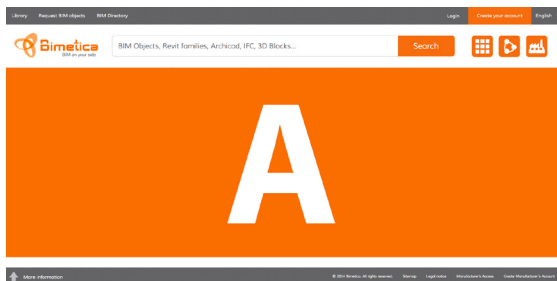 Library Request BIM objects BIM Directory Login Create your account English
Bimetica
BIM on your side
BIM Objects, Revit families, Archicad, IFC, 3D Blocks...
Search
A
More information
© 2014 Bimetica. All rights reserved. Sitemap Legal notice Manufacturer's Access Create Manufacturer's Account